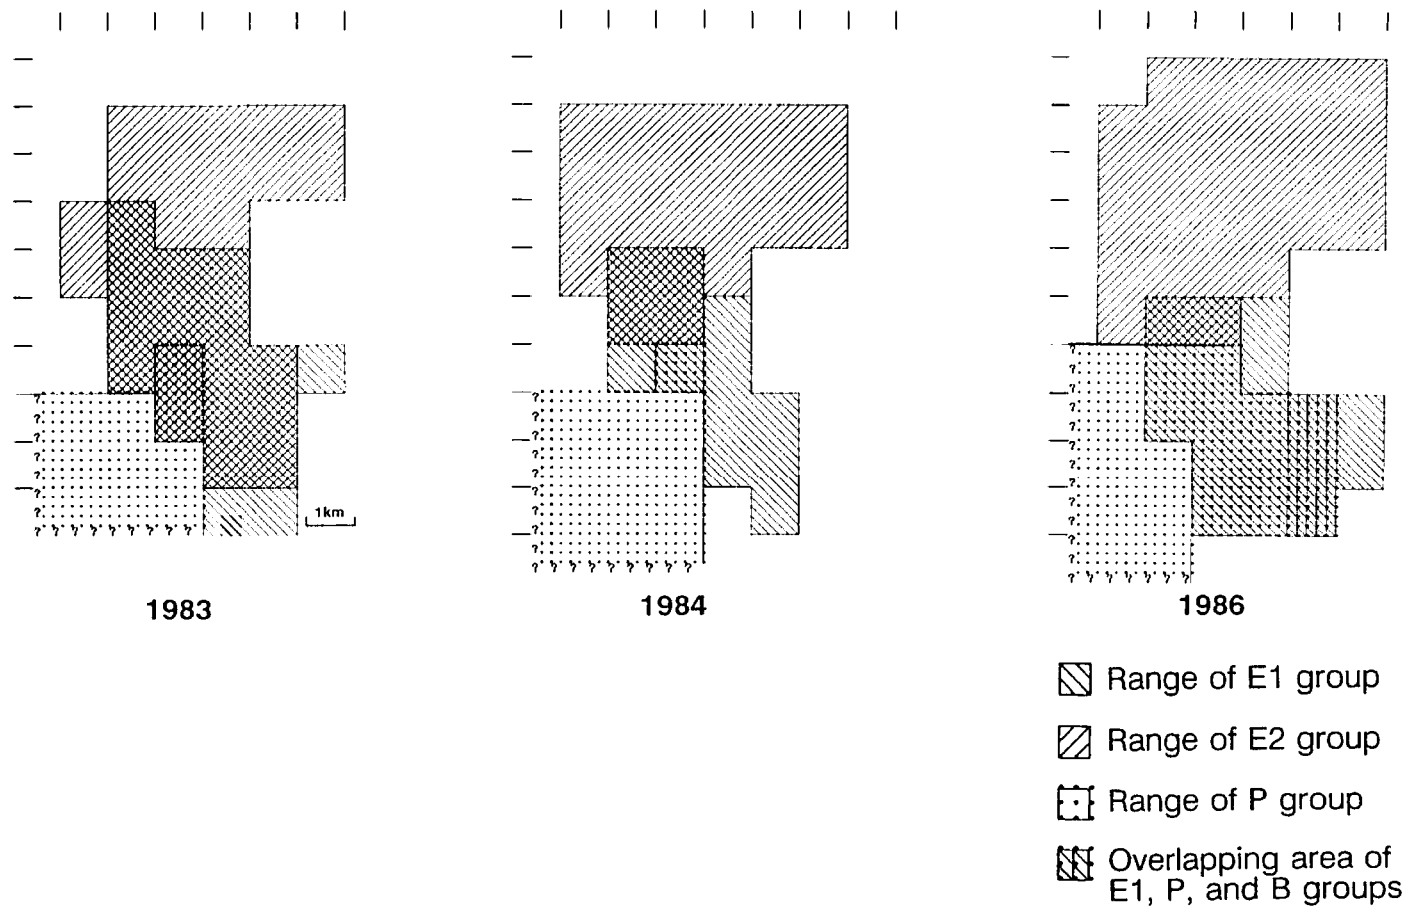 1km
1983
1984
1986
Range of E1 group
Range of E2 group
Range of P group
Overlapping area of
E1, P, and B groups